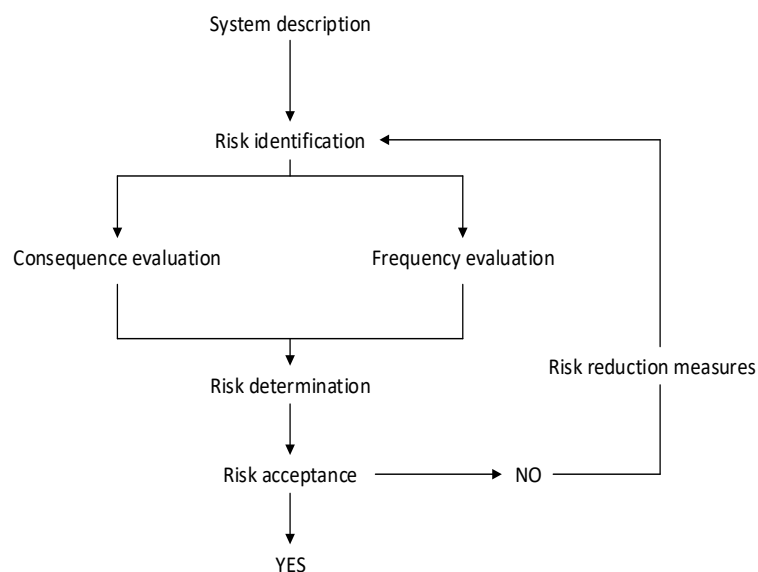 System description
Risk identification
Consequence evaluation
Frequency evaluation
Risk determination
Risk reduction measures
Risk acceptance
NO
YES